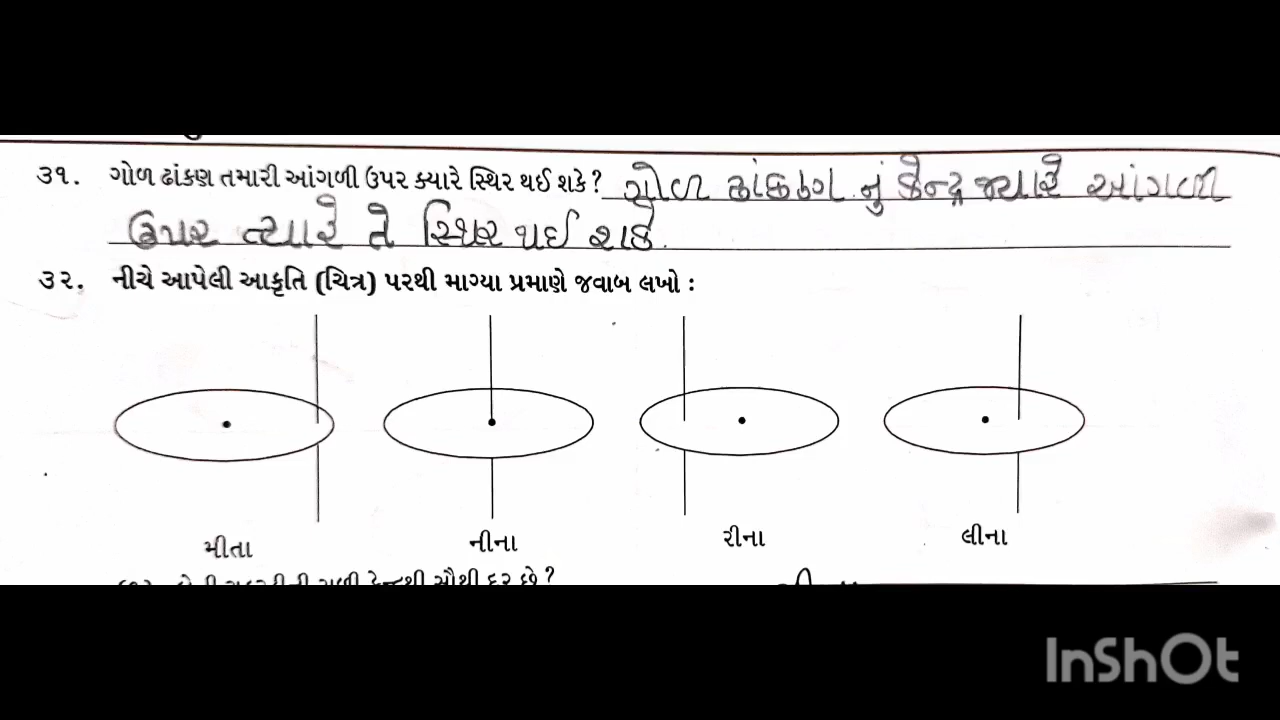 ૩૧. ગોળ ઢાંકણ તમારી આંગળી ઉપર ક્યારે સ્થિર થઈ શકે? ગોળ ઢાંકણ નું કેન્દ્ર જ્યારે આંગળી
ઉપર ત્યારે તે સ્થિર થઈ શકે.
૩૨. નીચે આપેલી આકૃતિ (ચિત્ર) પરથી માગ્યા પ્રમાણે જવાબ લખો :
મીતા નીના રીના લીના
કેન્દ્રથી સૌથી દૂર છે?
InShOt